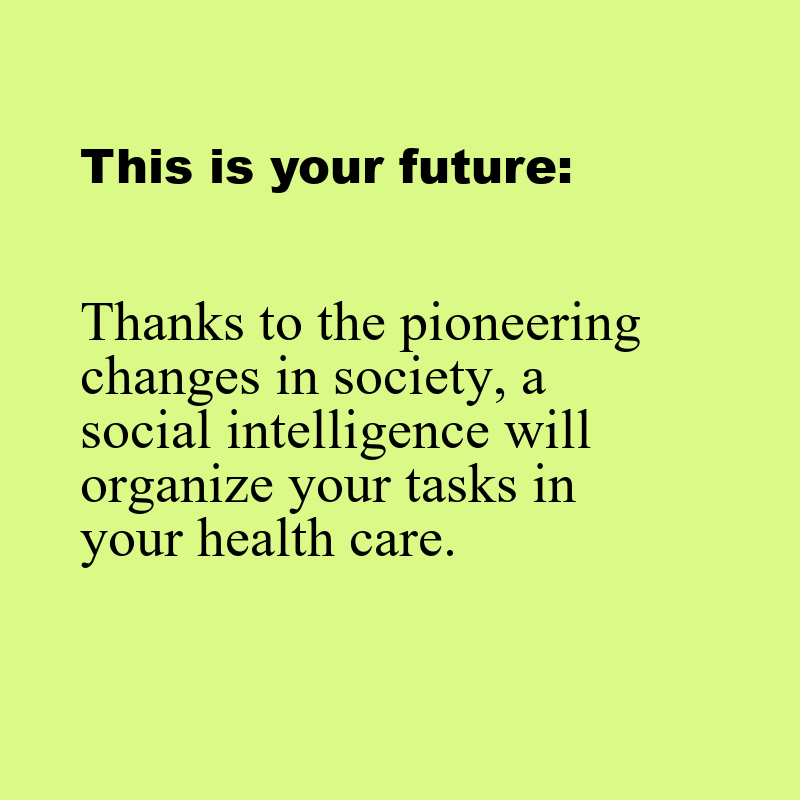 This is your future:
Thanks to the pioneering
changes in society, a
social intelligence will
organize your tasks in
your health care.